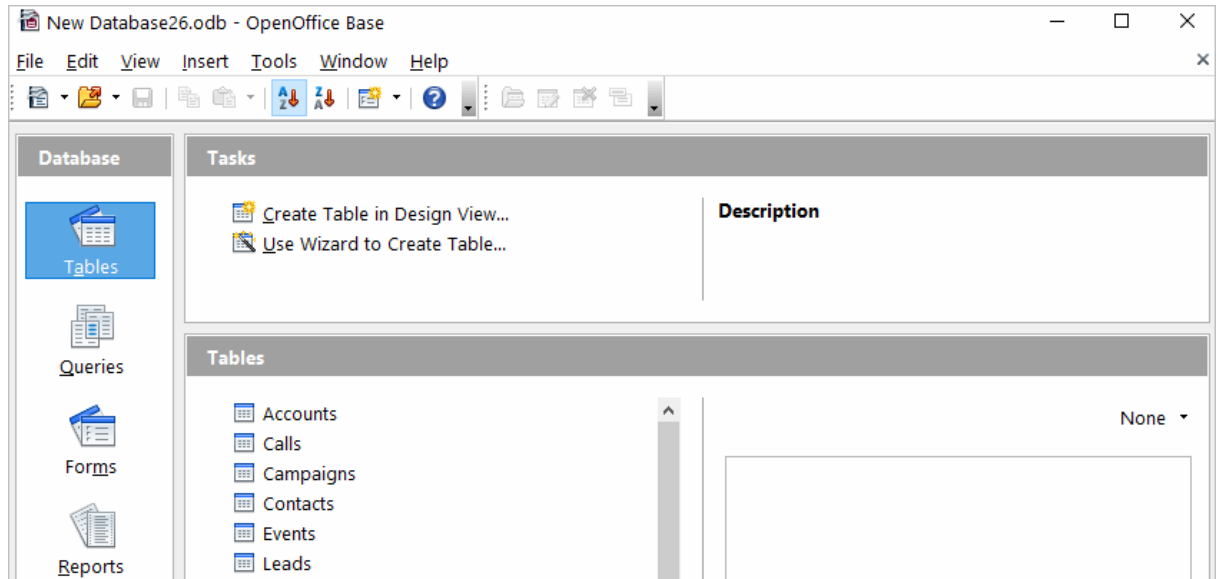 New Database26.odb - OpenOffice Base
File Edit View Insert Tools Window Help
Database
Tables
Queries
Forms
Reports
Tasks
Create Table in Design View...
Use Wizard to Create Table...
Description
Tables
Accounts
Calls
Campaigns
Contacts
Events
Leads
None